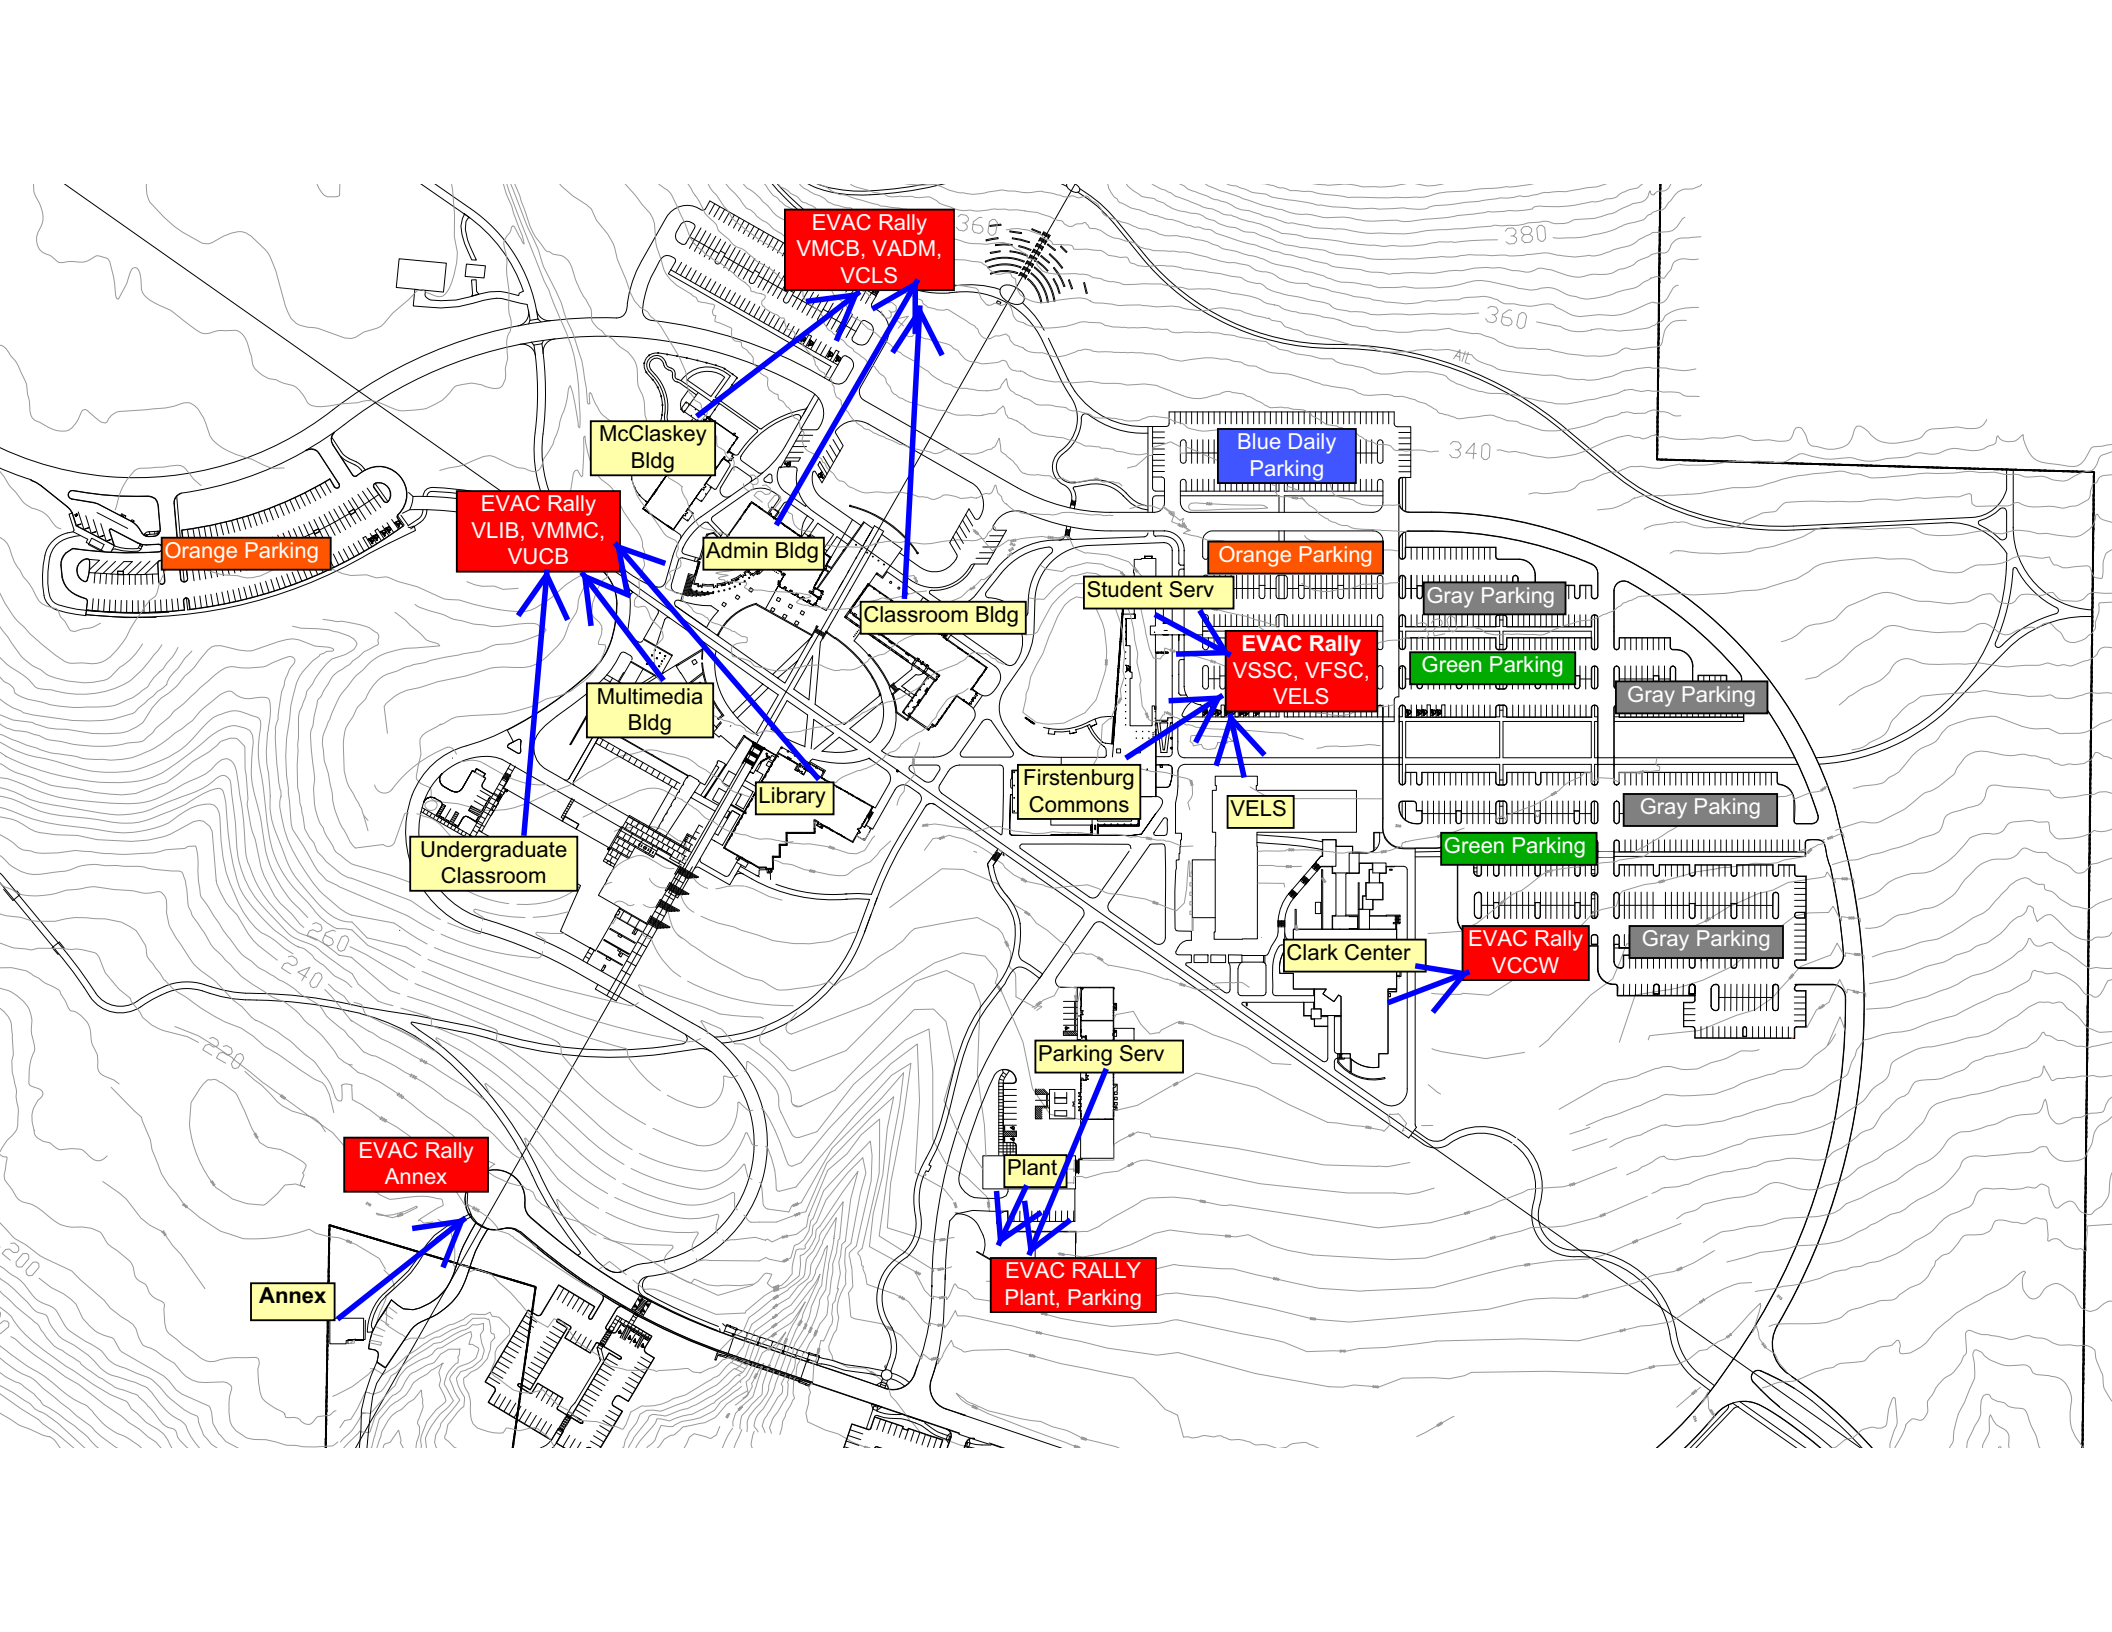 EVAC Rally
VMCB, VADM,
VCLS
360
380
360
AIL
340
McClaskey
Bldg
Blue Daily
Parking
340
EVAC Rally
VLIB, VMMC,
VUCB
Orange Parking
Admin Bldg
Orange Parking
Student Serv
Gray Parking
Classroom Bldg
320
EVAC Rally
VSSC, VFSC,
VELS
Green Parking
Multimedia
Bldg
Gray Parking
Library
Firstenburg
Commons
VELS
Gray Paking
Undergraduate
Classroom
Green Parking
260
240
Clark Center
EVAC Rally
VCCW
Gray Parking
220
Parking Serv
EVAC Rally
Annex
Plant
200
Annex
EVAC RALLY
Plant, Parking